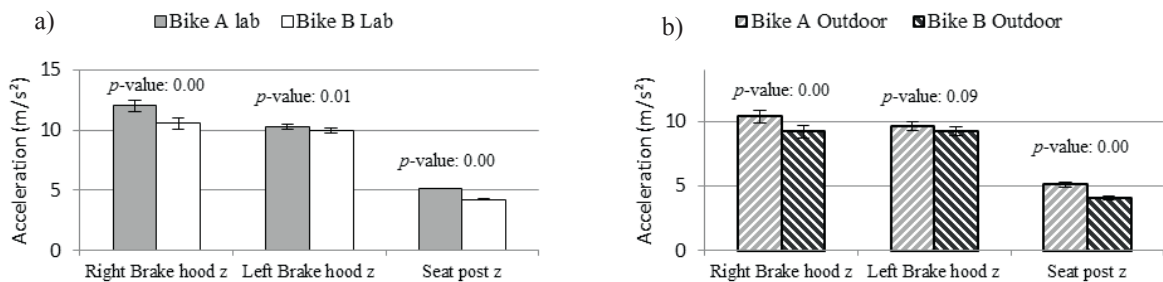 a)
Bike A lab Bike B Lab
Acceleration (m/s²)
15
10
5
0
p-value: 0.00
p-value: 0.01
p-value: 0.00
Right Brake hood z Left Brake hood z Seat post z
b)
Bike A Outdoor Bike B Outdoor
Acceleration (m/s²)
10
5
0
p-value: 0.00
p-value: 0.09
p-value: 0.00
Right Brake hood z Left Brake hood z Seat post z